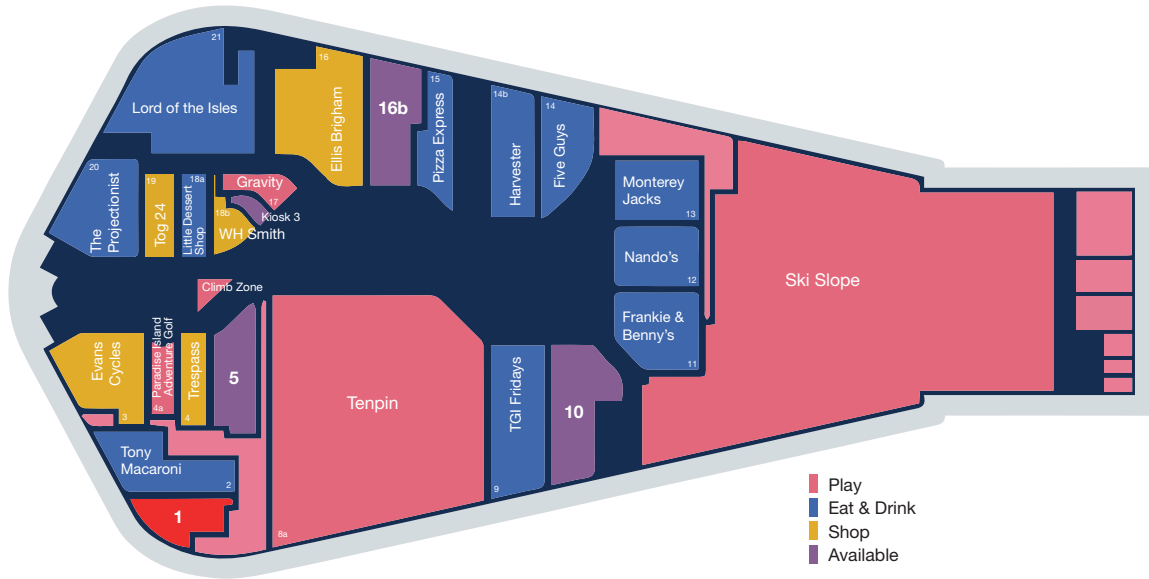 21
Lord of the Isles
16
Ellis Brigham
16b
15
Pizza Express
14b
Harvester
14
Five Guys
20
The
Projectionist
19
Tog 24
18a
Little Dessert
Shop
Gravity
17
Kiosk 3
18b
WH Smith
Monterey
Jacks
13
Nando's
12
Frankie &
Benny's
11
Ski Slope
Climb Zone
Evans
Cycles
3
Paradise Island
Adventure Golf
4a
Trespass
4
5
Tenpin
8a
TGI Fridays
9
10
Tony
Macaroni
2
1
Play
Eat & Drink
Shop
Available